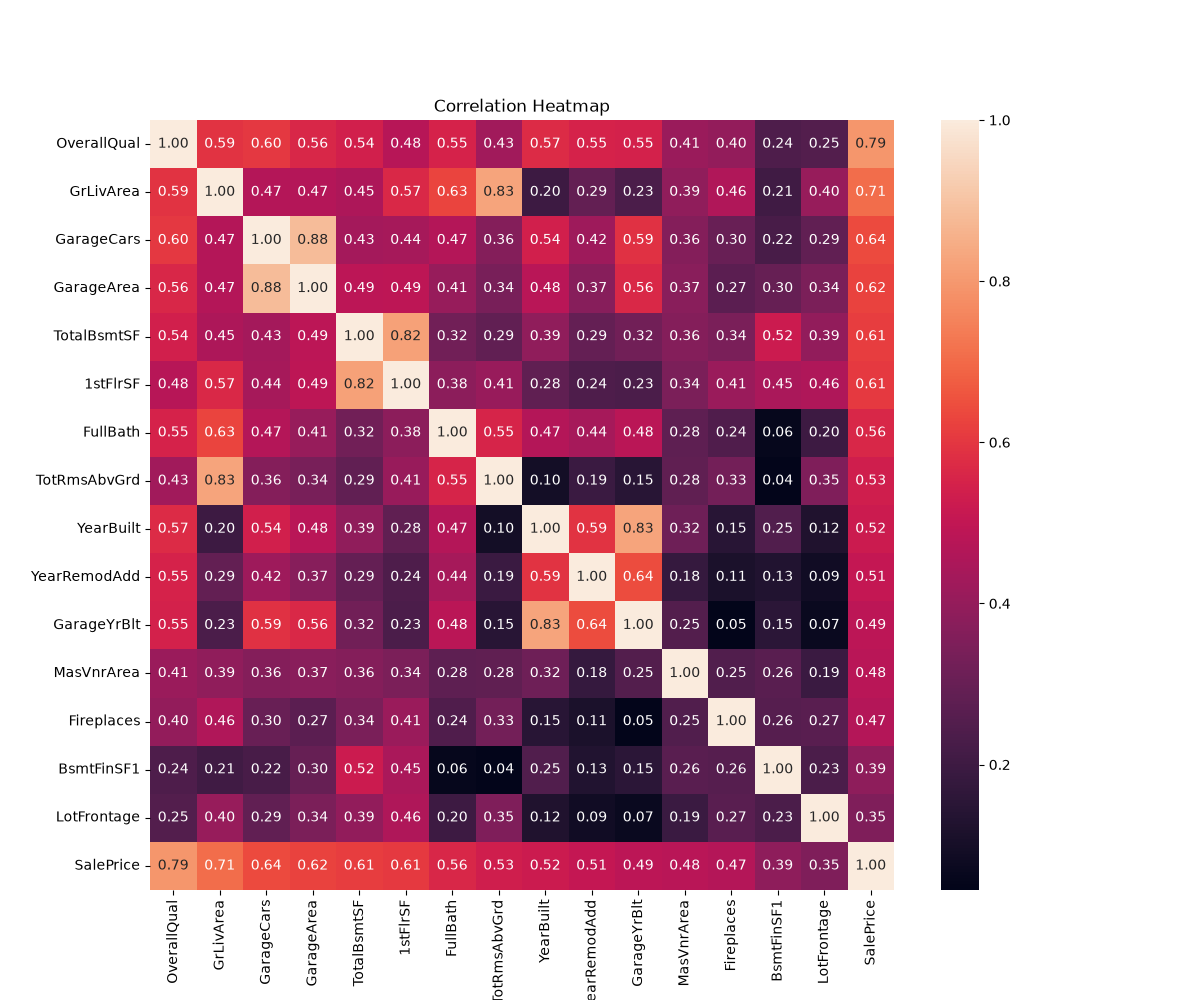 Correlation Heatmap
OverallQual 1.00 0.59 0.60 0.56 0.54 0.48 0.55 0.43 0.57 0.55 0.55 0.41 0.40 0.24 0.25 0.79
GrLivArea 0.59 1.00 0.47 0.47 0.45 0.57 0.63 0.83 0.20 0.29 0.23 0.39 0.46 0.21 0.40 0.71
GarageCars 0.60 0.47 1.00 0.88 0.43 0.44 0.47 0.36 0.54 0.42 0.59 0.36 0.30 0.22 0.29 0.64
GarageArea 0.56 0.47 0.88 1.00 0.49 0.49 0.41 0.34 0.48 0.37 0.56 0.37 0.27 0.30 0.34 0.62
TotalBsmtSF 0.54 0.45 0.43 0.49 1.00 0.82 0.32 0.29 0.39 0.29 0.32 0.36 0.34 0.52 0.39 0.61
1stFlrSF 0.48 0.57 0.44 0.49 0.82 1.00 0.38 0.41 0.28 0.24 0.23 0.34 0.41 0.45 0.46 0.61
FullBath 0.55 0.63 0.47 0.41 0.32 0.38 1.00 0.55 0.47 0.44 0.48 0.28 0.24 0.06 0.20 0.56
TotRmsAbvGrd 0.43 0.83 0.36 0.34 0.29 0.41 0.55 1.00 0.10 0.19 0.15 0.28 0.33 0.04 0.35 0.53
YearBuilt 0.57 0.20 0.54 0.48 0.39 0.28 0.47 0.10 1.00 0.59 0.83 0.32 0.15 0.25 0.12 0.52
YearRemodAdd 0.55 0.29 0.42 0.37 0.29 0.24 0.44 0.19 0.59 1.00 0.64 0.18 0.11 0.13 0.09 0.51
GarageYrBlt 0.55 0.23 0.59 0.56 0.32 0.23 0.48 0.15 0.83 0.64 1.00 0.25 0.05 0.15 0.07 0.49
MasVnrArea 0.41 0.39 0.36 0.37 0.36 0.34 0.28 0.28 0.32 0.18 0.25 1.00 0.25 0.26 0.19 0.48
Fireplaces 0.40 0.46 0.30 0.27 0.34 0.41 0.24 0.33 0.15 0.11 0.05 0.25 1.00 0.26 0.27 0.47
BsmtFinSF1 0.24 0.21 0.22 0.30 0.52 0.45 0.06 0.04 0.25 0.13 0.15 0.26 0.26 1.00 0.23 0.39
LotFrontage 0.25 0.40 0.29 0.34 0.39 0.46 0.20 0.35 0.12 0.09 0.07 0.19 0.27 0.23 1.00 0.35
SalePrice 0.79 0.71 0.64 0.62 0.61 0.61 0.56 0.53 0.52 0.51 0.49 0.48 0.47 0.39 0.35 1.00
OverallQual
GrLivArea
GarageCars
GarageArea
TotalBsmtSF
1stFlrSF
FullBath
TotRmsAbvGrd
YearBuilt
earRemodAdd
GarageYrBlt
MasVnrArea
Fireplaces
BsmtFinSF1
LotFrontage
SalePrice
1.0
0.8
0.6
0.4
0.2